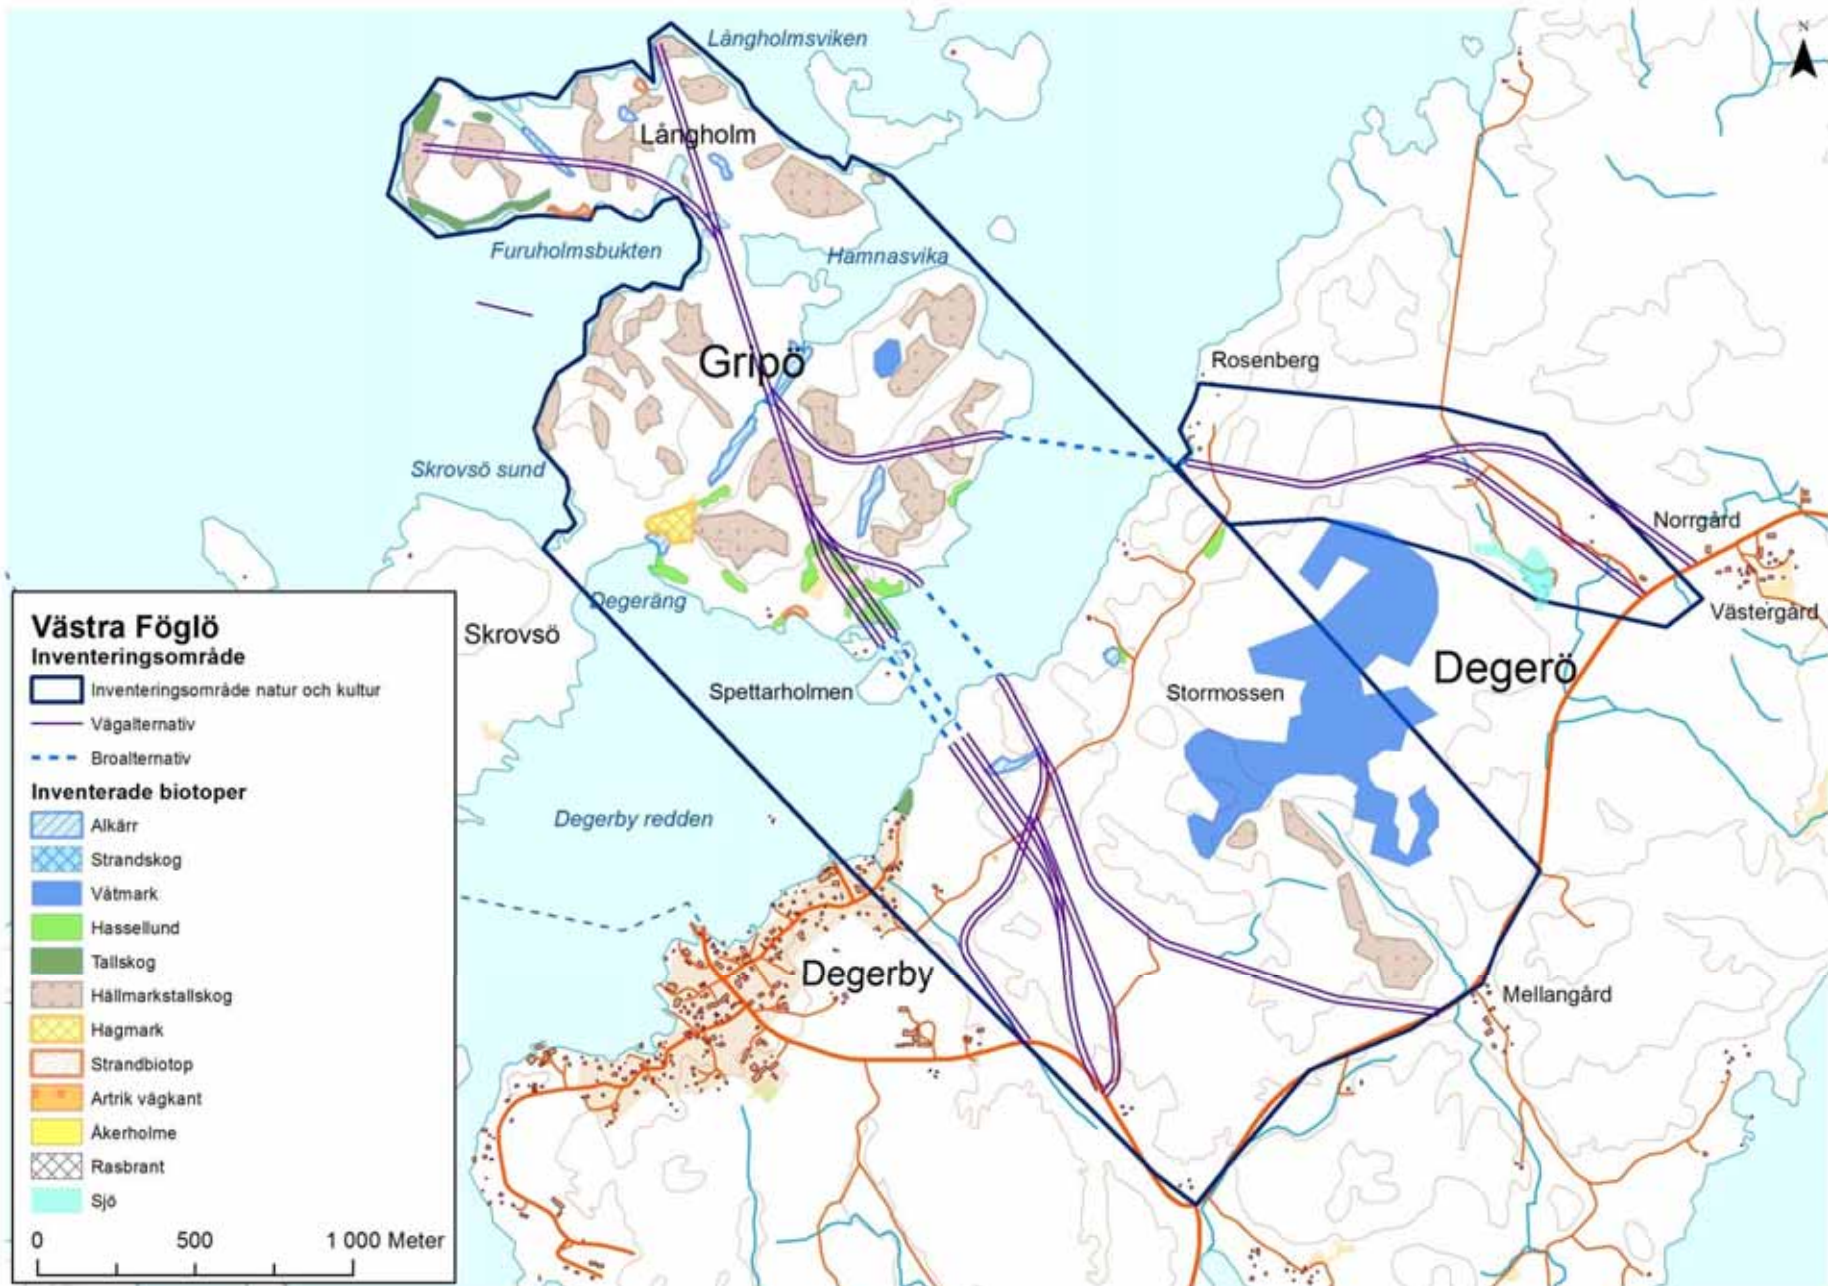 Långholmsviken
N
Långholm
Furuholmsbukten
Hamnasvika
Gripö
Rosenberg
Skrovsö sund
Norrgård
Degeräng
Västergård
Skrovsö
Degerö
Spettarholmen
Stormossen
Degerby redden
Degerby
Mellangård
Västra Föglö
Inventeringsområde
Inventeringsområde natur och kultur
Vägalternativ
Broalternativ
Inventerade biotoper
Alkärr
Strandskog
Våtmark
Hassellund
Tallskog
Hällmarkstallskog
Hagmark
Strandbiotop
Artrik vägkant
Åkerholme
Rasbrant
Sjö
0 500 1 000 Meter